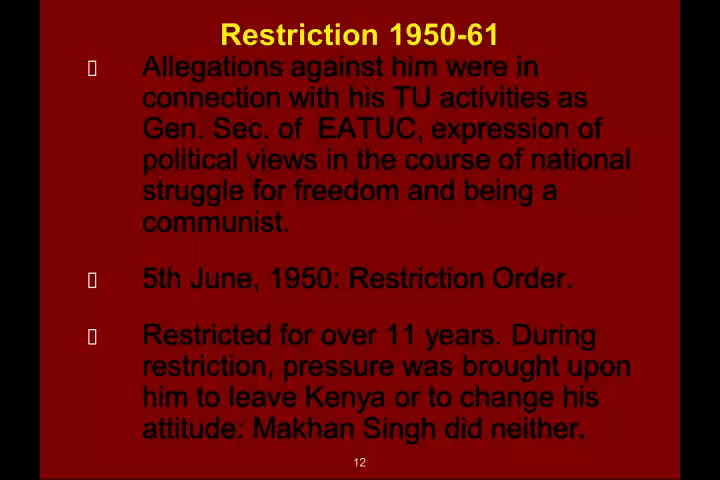 Restriction 1950-61
Allegations against him were in
connection with his TU activities as
Gen. Sec. of EATUC, expression of
political views in the course of national
struggle for freedom and being a
communist.
5th June, 1950: Restriction Order.
Restricted for over 11 years. During
restriction, pressure was brought upon
him to leave Kenya or to change his
attitude: Makhan Singh did neither.
12